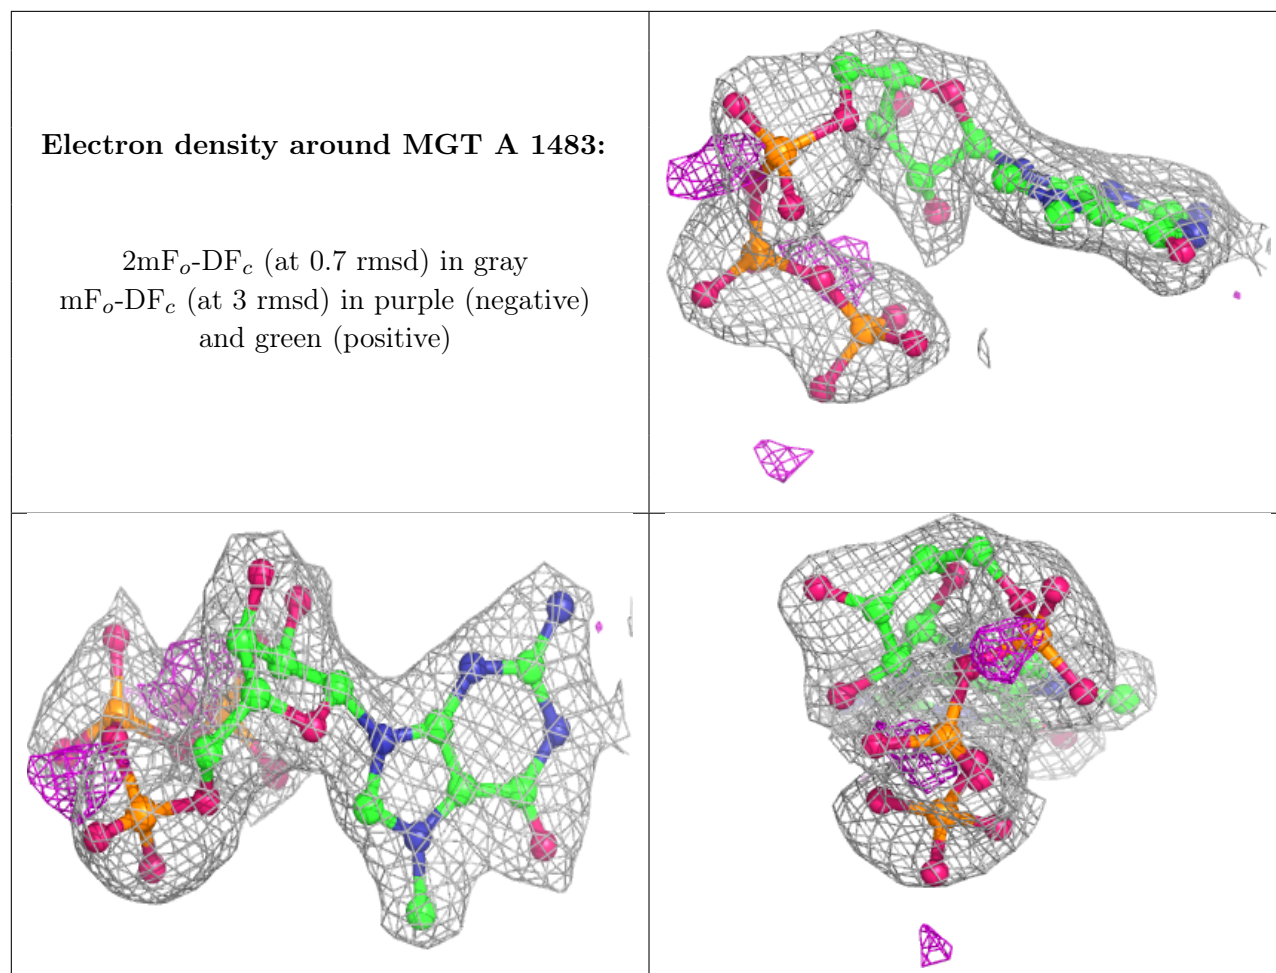 Electron density around MGT A 1483:
2mFo-DFc (at 0.7 rmsd) in gray
mFo-DFc (at 3 rmsd) in purple (negative)
and green (positive)